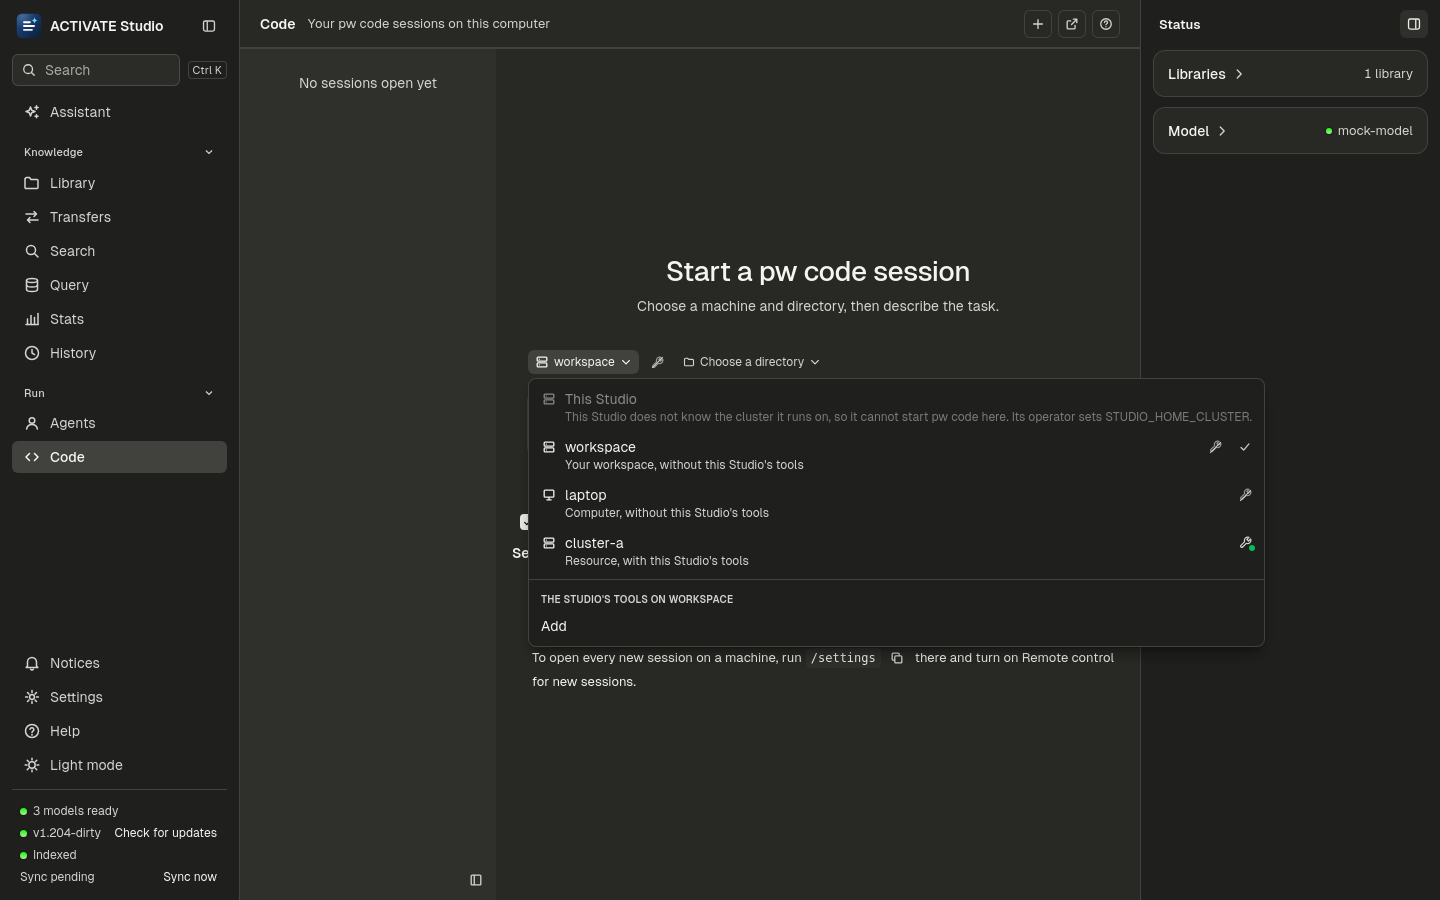 ACTIVATE Studio
Search
Ctrl K
Assistant
Knowledge
Library
Transfers
Search
Query
Stats
History
Run
Agents
Code
Notices
Settings
Help
Light mode
3 models ready
v1.204-dirty Check for updates
Indexed
Sync pending Sync now
Code Your pw code sessions on this computer
No sessions open yet
Start a pw code session
Choose a machine and directory, then describe the task.
workspace Choose a directory
This Studio
This Studio does not know the cluster it runs on, so it cannot start pw code here. Its operator sets STUDIO_HOME_CLUSTER.
workspace
Your workspace, without this Studio's tools
laptop
Computer, without this Studio's tools
cluster-a
Resource, with this Studio's tools
Se
THE STUDIO'S TOOLS ON WORKSPACE
Add
To open every new session on a machine, run /settings there and turn on Remote control
for new sessions.
Status
Libraries 1 library
Model mock-model